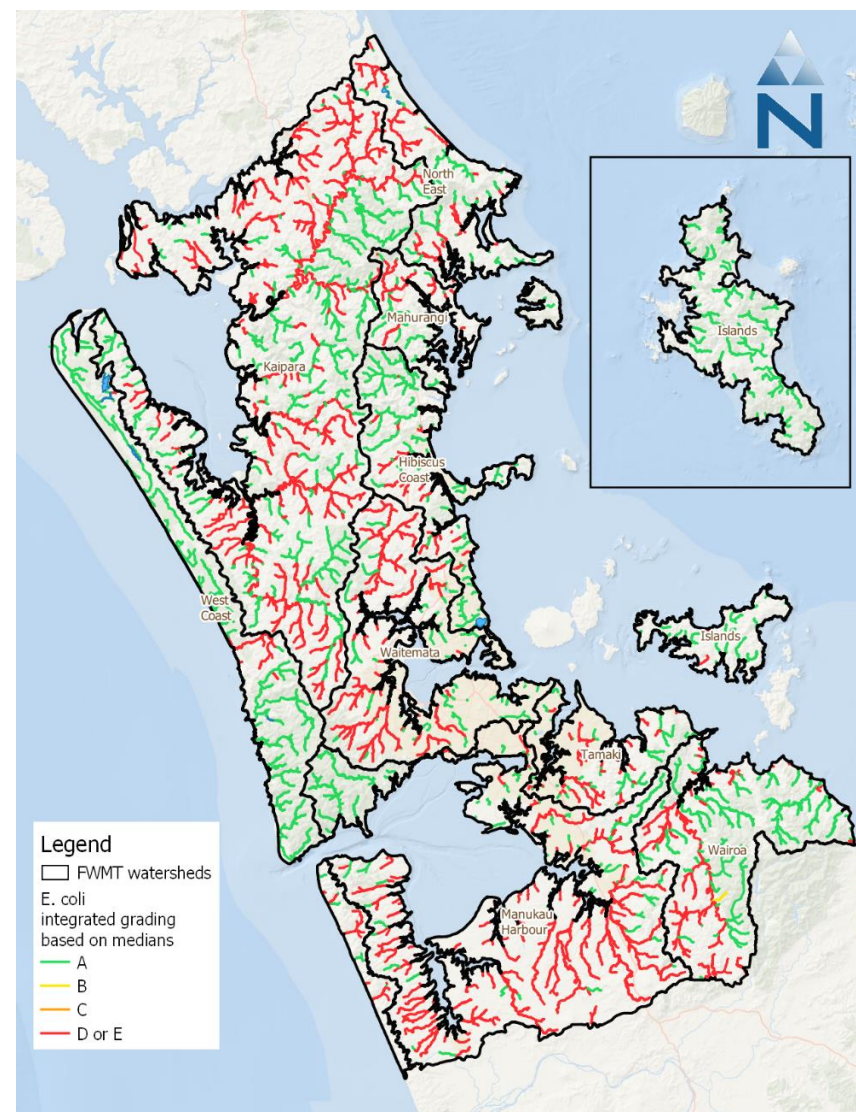 N
North
East
Islands
Mahurangi
Kaipara
Hibiscus
Coast
West
Coast
Waitemata
Islands
Tamaki
Wairoa
Manukau
Harbour
Legend
FWMT watersheds
E. coli
integrated grading
based on medians
A
B
C
D or E